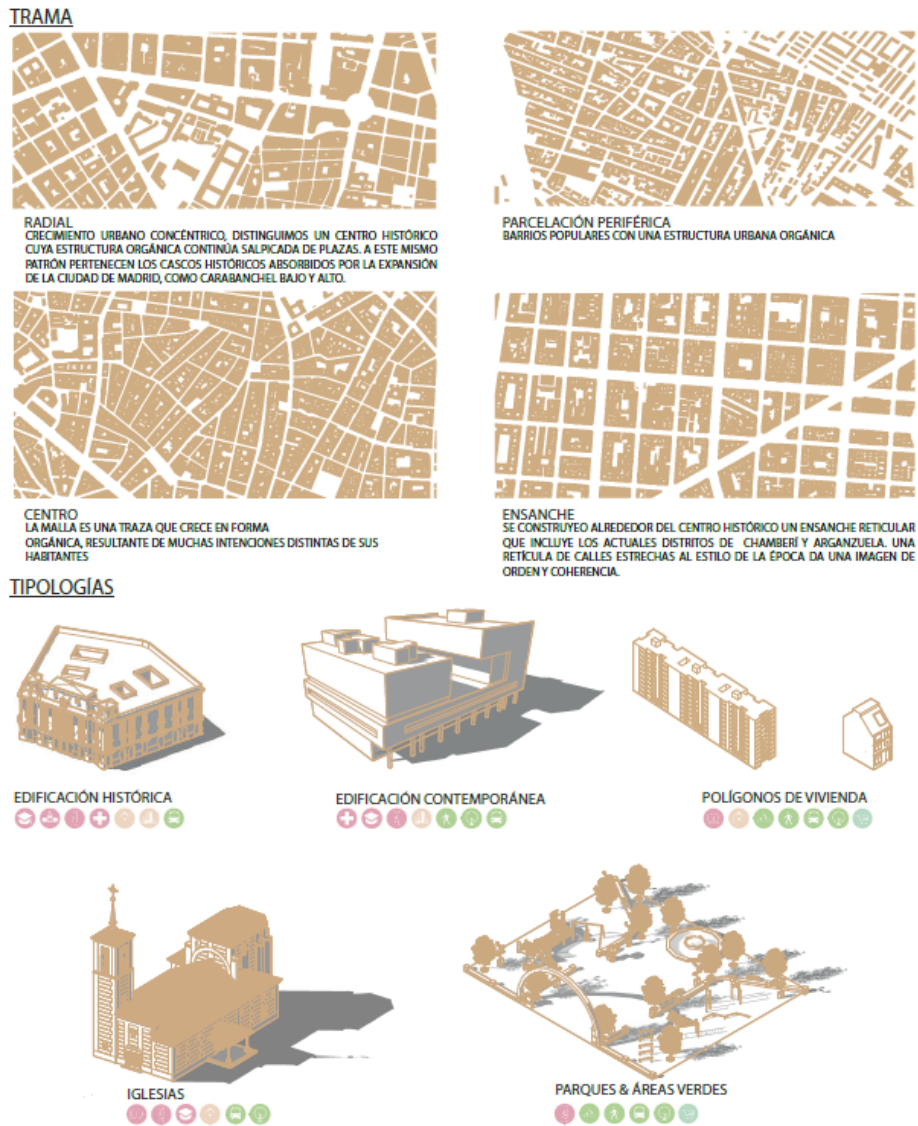 TRAMA
RADIAL
CRECIMIENTO URBANO CONCÉNTRICO, DISTINGUIMOS UN CENTRO HISTÓRICO
CUYA ESTRUCTURA ORGÁNICA CONTINÚA SALPICADA DE PLAZAS. A ESTE MISMO
PATRÓN PERTENECEN LOS CASCOS HISTÓRICOS ABSORBIDOS POR LA EXPANSIÓN
DE LA CIUDAD DE MADRID, COMO CARABANCHEL BAJO Y ALTO.
PARCELACIÓN PERIFÉRICA
BARRIOS POPULARES CON UNA ESTRUCTURA URBANA ORGÁNICA
CENTRO
LA MALLA ES UNA TRAZA QUE CRECE EN FORMA
ORGÁNICA, RESULTANTE DE MUCHAS INTENCIONES DISTINTAS DE SUS
HABITANTES
ENSANCHE
SE CONSTRUYEO ALREDEDOR DEL CENTRO HISTÓRICO UN ENSANCHE RETICULAR
QUE INCLUYE LOS ACTUALES DISTRITOS DE CHAMBERÍ Y ARGANZUELA. UNA
RETÍCULA DE CALLES ESTRECHAS AL ESTILO DE LA ÉPOCA DA UNA IMAGEN DE
ORDEN Y COHERENCIA.
TIPOLOGÍAS
EDIFICACIÓN HISTÓRICA
EDIFICACIÓN CONTEMPORÁNEA
POLÍGONOS DE VIVIENDA
IGLESIAS
PARQUES & ÁREAS VERDES